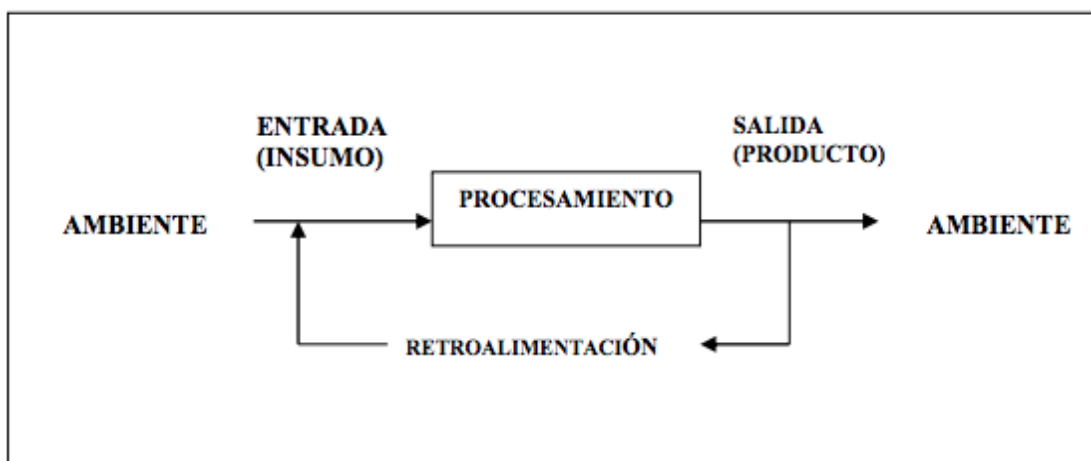 ENTRADA
(INSUMO)
SALIDA
(PRODUCTO)
PROCESAMIENTO
AMBIENTE
AMBIENTE
RETROALIMENTACIÓN